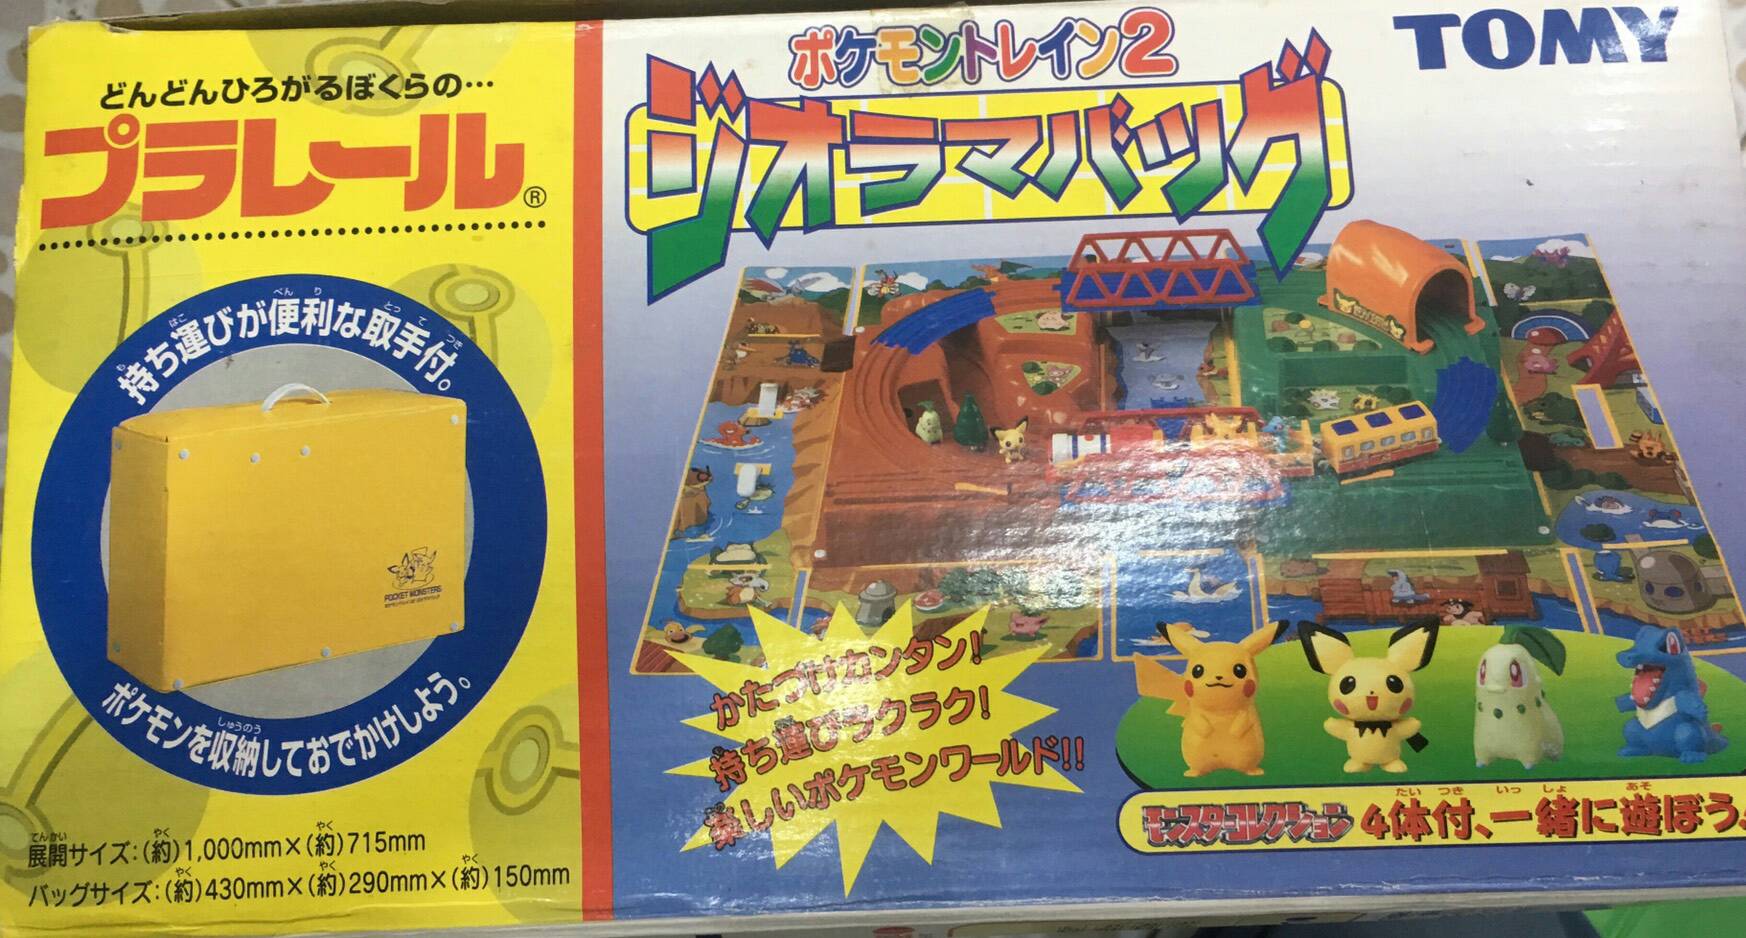 どんどんひろがるぼくらの…
プラレール®
持ち運びが便利な取手付。
POCKET MONSTERS
ポケモンを収納しておでかけしよう。
展開サイズ:(約)1,000mm×(約)715mm
バッグサイズ:(約)430mm×(約)290mm×(約)150mm
TOMY
ポケモントレイン2
ジオラマバッグ
かたづけカンタン!
持ち運びラクラク!
楽しいポケモンワールド!!
モンスターコレクション 4体付、一緒に遊ぼう